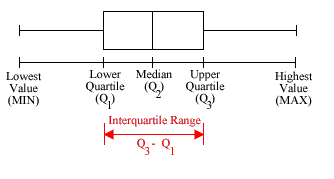 Lowest
Value
(MIN)
Lower
Quartile
(Q1)
Median
(Q2)
Upper
Quartile
(Q3)
Highest
Value
(MAX)
Interquartile Range
Q3 - Q1